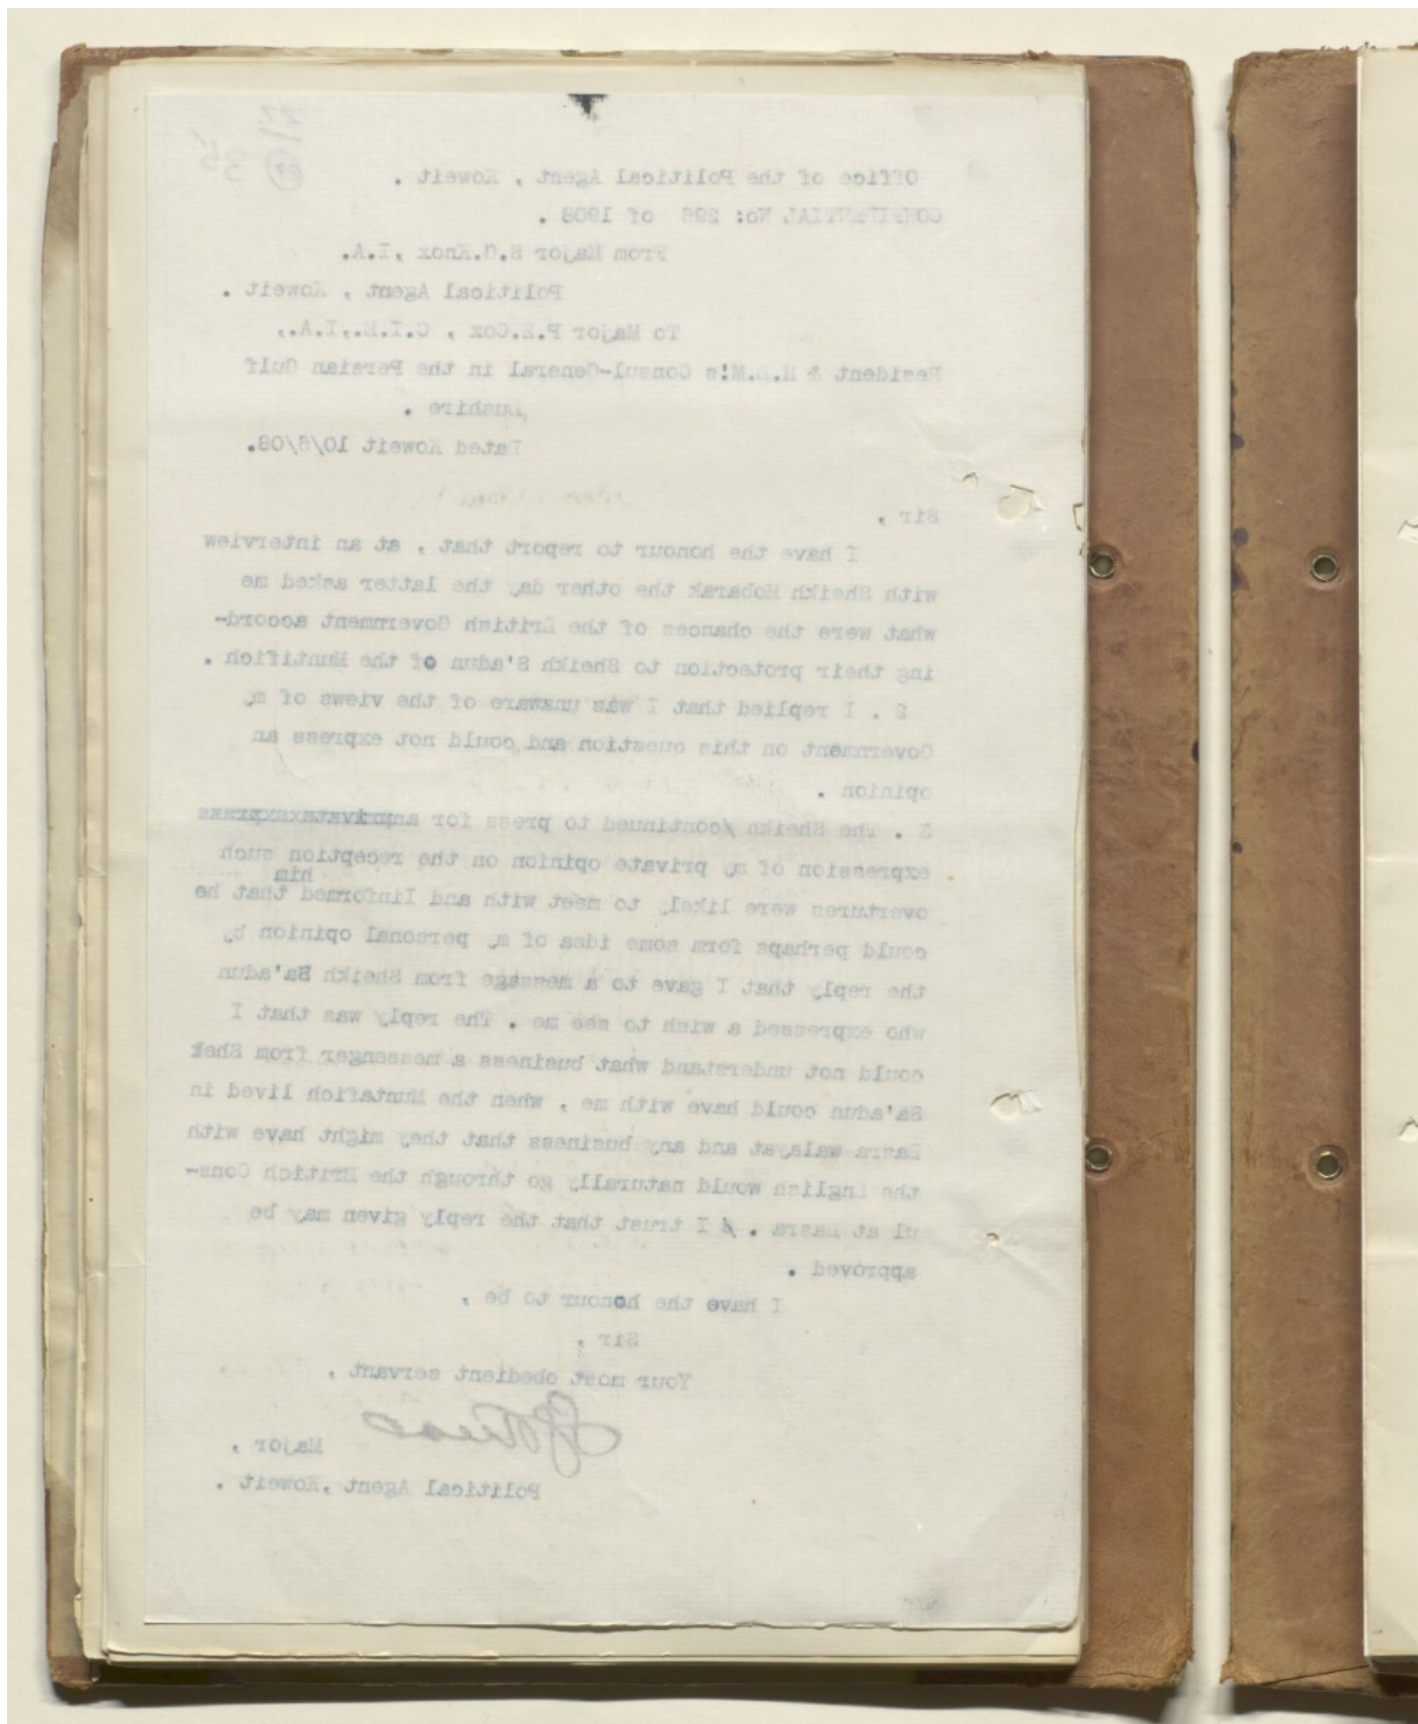 Office of the Political Agent , Koweit .
CONFIDENTIAL No: 298 of 1908 .
From Major S.G.Knox ,I.A.
Political Agent , Koweit .
To Major P.Z.Cox , C.I.E.,I.A.,
Resident & H.B.M's Consul-General in the Persian Gulf
Bushire .
Dated Koweit 10/6/08.
Sir ,
I have the honour to report that , at an interview
with Sheikh Mobarak the other day the latter asked me
what were the chances of the British Government accord-
ing their protection to Sheikh S'adun of the Muntifich .
2 . I replied that I was unaware of the views of my
Government on this question and could not express an
opinion .
3 . The Sheikh continued to press for
expression of my private opinion on the reception such
him
overtures were likely to meet with and Iinformed that he
could perhaps form some idea of my personal opinion by
the reply that I gave to a message from Sheikh Sa'adun
who expressed a wish to see me . The reply was that I
could not understand what business a messenger from Shek
Sa'adun could have with me , when the Muntafich lived in
Basra walayat and any business that they might have with
the English would naturally go through the Britich Cons-
ul at Basra . I trust that the reply given may be
approved .
I have the honour to be ,
Sir ,
Your most obedient servant ,
SGKnox
Major ,
Political Agent ,Koweit .